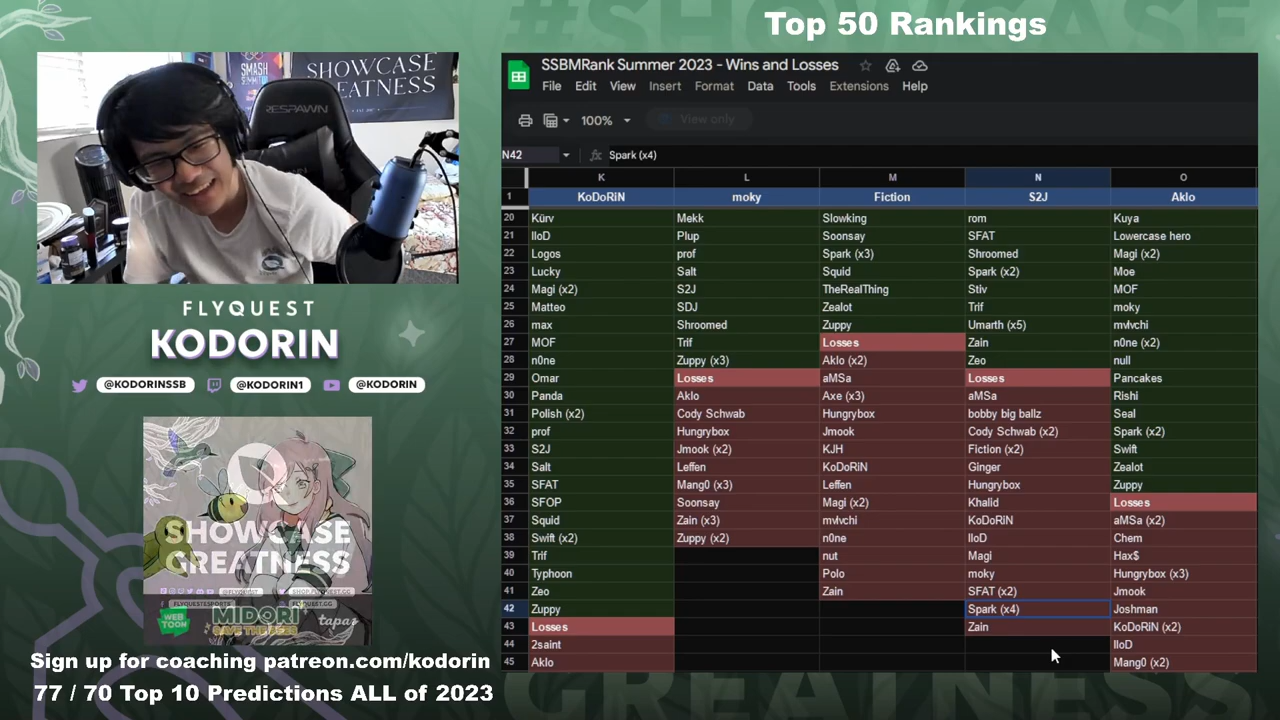 Top 50 Rankings
SHOWCASE
GREATNESS
SMASH
RESPAWN
FLYQUEST
KODORIN
@KODORINSSB @KODORIN1 @KODORIN
SHOWCASE
GREATNESS
WEBTOON
MIDORI
SAVE THE BEES
tapas
Sign up for coaching patreon.com/kodorin
77 / 70 Top 10 Predictions ALL of 2023
SSBMRank Summer 2023 - Wins and Losses
File Edit View Insert Format Data Tools Extensions Help
100% View only
N42 fx Spark (x4)
K L M N O
1 KoDoRiN moky Fiction S2J Aklo
20 Kürv Mekk Slowking rom Kuya
21 lloD Plup Soonsay SFAT Lowercase hero
22 Logos prof Spark (x3) Shroomed Magi (x2)
23 Lucky Salt Squid Spark (x2) Moe
24 Magi (x2) S2J TheRealThing Stiv MOF
25 Matteo SDJ Zealot Trif moky
26 max Shroomed Zuppy Umarth (x5) mvlvchi
27 MOF Trif Losses Zain n0ne (x2)
28 n0ne Zuppy (x3) Aklo (x2) Zeo null
29 Omar Losses aMSa Losses Pancakes
30 Panda Aklo Axe (x3) aMSa Rishi
31 Polish (x2) Cody Schwab Hungrybox bobby big ballz Seal
32 prof Hungrybox Jmook Cody Schwab (x2) Spark (x2)
33 S2J Jmook (x2) KJH Fiction (x2) Swift
34 Salt Leffen KoDoRiN Ginger Zealot
35 SFAT Mang0 (x3) Leffen Hungrybox Zuppy
36 SFOP Soonsay Magi (x2) Khalid Losses
37 Squid Zain (x3) mvlvchi KoDoRiN aMSa (x2)
38 Swift (x2) Zuppy (x2) n0ne lloD Chem
39 Trif nut Magi Hax$
40 Typhoon Polo moky Hungrybox (x3)
41 Zeo Zain SFAT (x2) Jmook
42 Zuppy Spark (x4) Joshman
43 Losses Zain KoDoRiN (x2)
44 2saint lloD
45 Aklo Mang0 (x2)